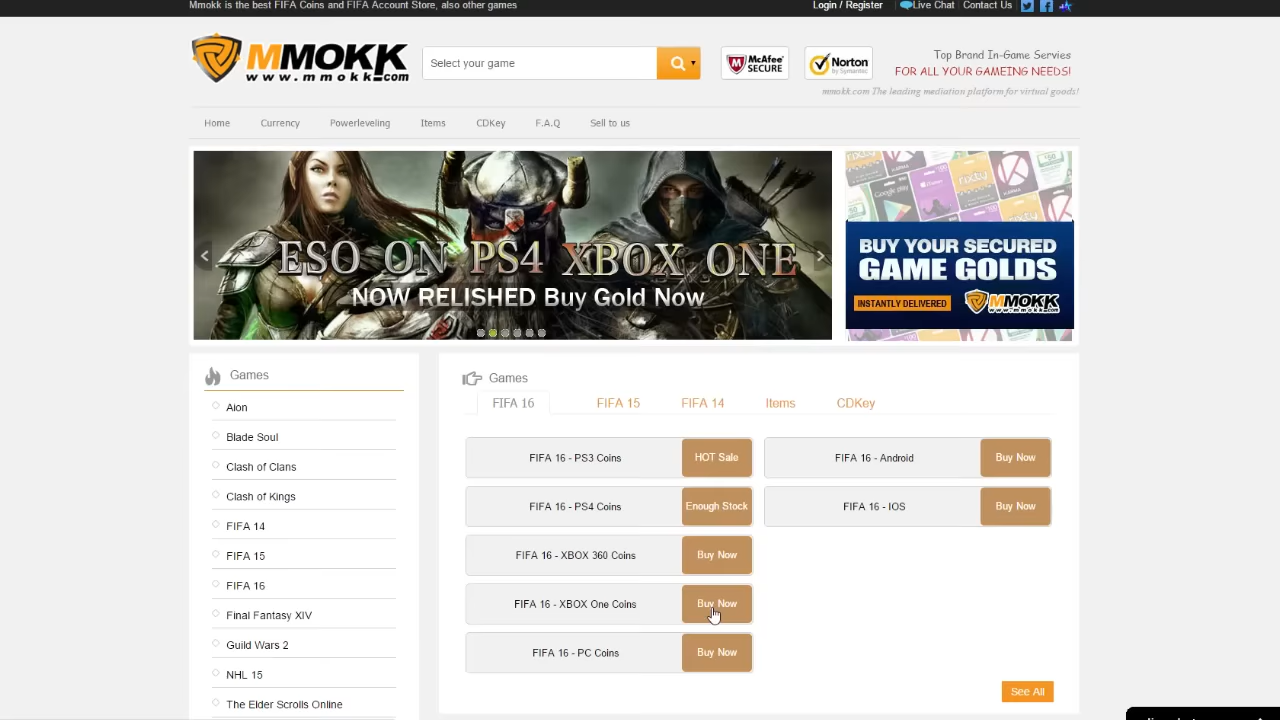 Mmokk is the best FIFA Coins and FIFA Account Store, also other games
Login / Register Live Chat Contact Us
MMOKK
www.mmokk.com
Select your game
McAfee SECURE
Norton by Symantec
Top Brand In-Game Servies
FOR ALL YOUR GAMEING NEEDS!
mmokk.com The leading mediation platform for virtual goods!
Home Currency Powerleveling Items CDKey F.A.Q Sell to us
ESO ON PS4 XBOX ONE
NOW RELISHED Buy Gold Now
BUY YOUR SECURED
GAME GOLDS
INSTANTLY DELIVERED
MMOKK
www.mmokk.com
Games
Aion
Blade Soul
Clash of Clans
Clash of Kings
FIFA 14
FIFA 15
FIFA 16
Final Fantasy XIV
Guild Wars 2
NHL 15
The Elder Scrolls Online
Games
FIFA 16 FIFA 15 FIFA 14 Items CDKey
FIFA 16 - PS3 Coins HOT Sale
FIFA 16 - Android Buy Now
FIFA 16 - PS4 Coins Enough Stock
FIFA 16 - IOS Buy Now
FIFA 16 - XBOX 360 Coins Buy Now
FIFA 16 - XBOX One Coins Buy Now
FIFA 16 - PC Coins Buy Now
See All